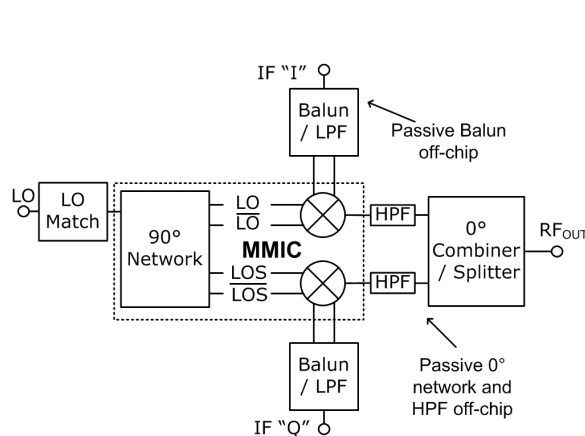 IF “I”
Balun
/ LPF
Passive Balun
off-chip
LO
LO
Match
90°
Network
LO
LO
MMIC
LOS
LOS
HPF
HPF
0°
Combiner
/ Splitter
RFOUT
Balun
/ LPF
IF “Q”
Passive 0°
network and
HPF off-chip